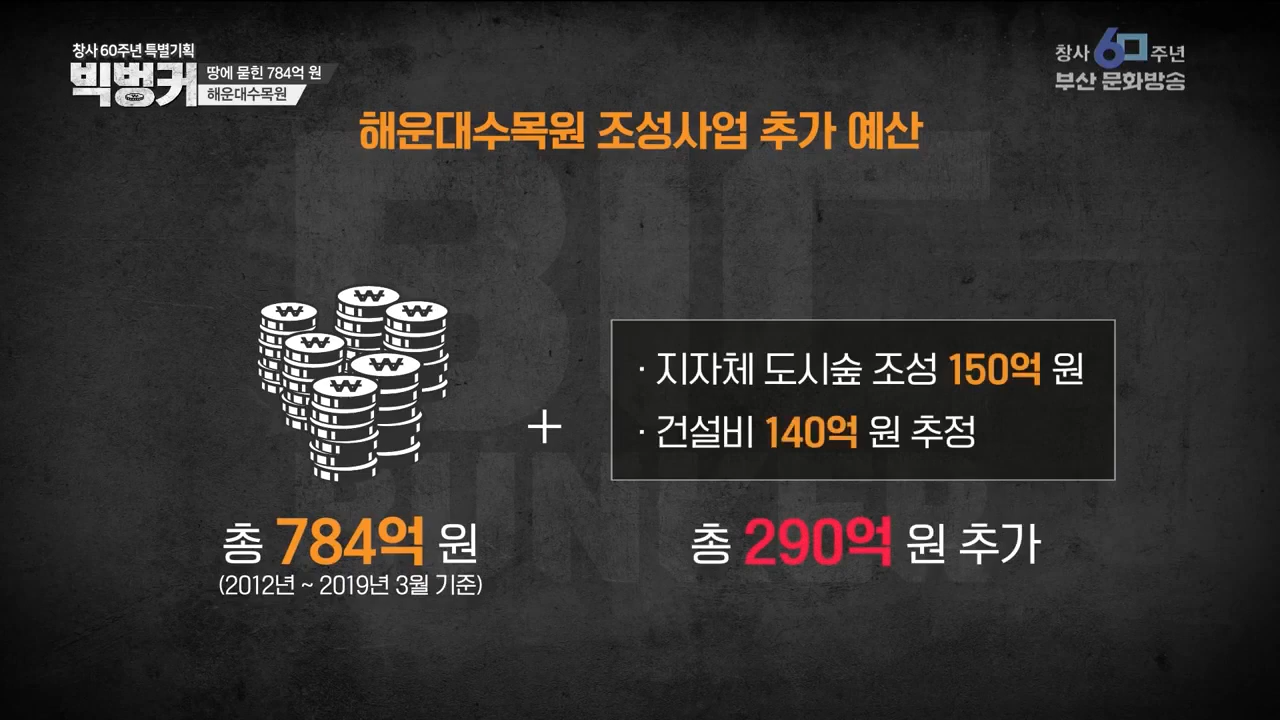 창사 60주년 특별기획
빅벙커
땅에 묻힌 784억 원
해운대수목원
창사 60 주년
부산 문화방송
해운대수목원 조성사업 추가 예산
· 지자체 도시숲 조성 150억 원
· 건설비 140억 원 추정
+
총 784억 원
(2012년 ~ 2019년 3월 기준)
총 290억 원 추가
BIG
BUNKER